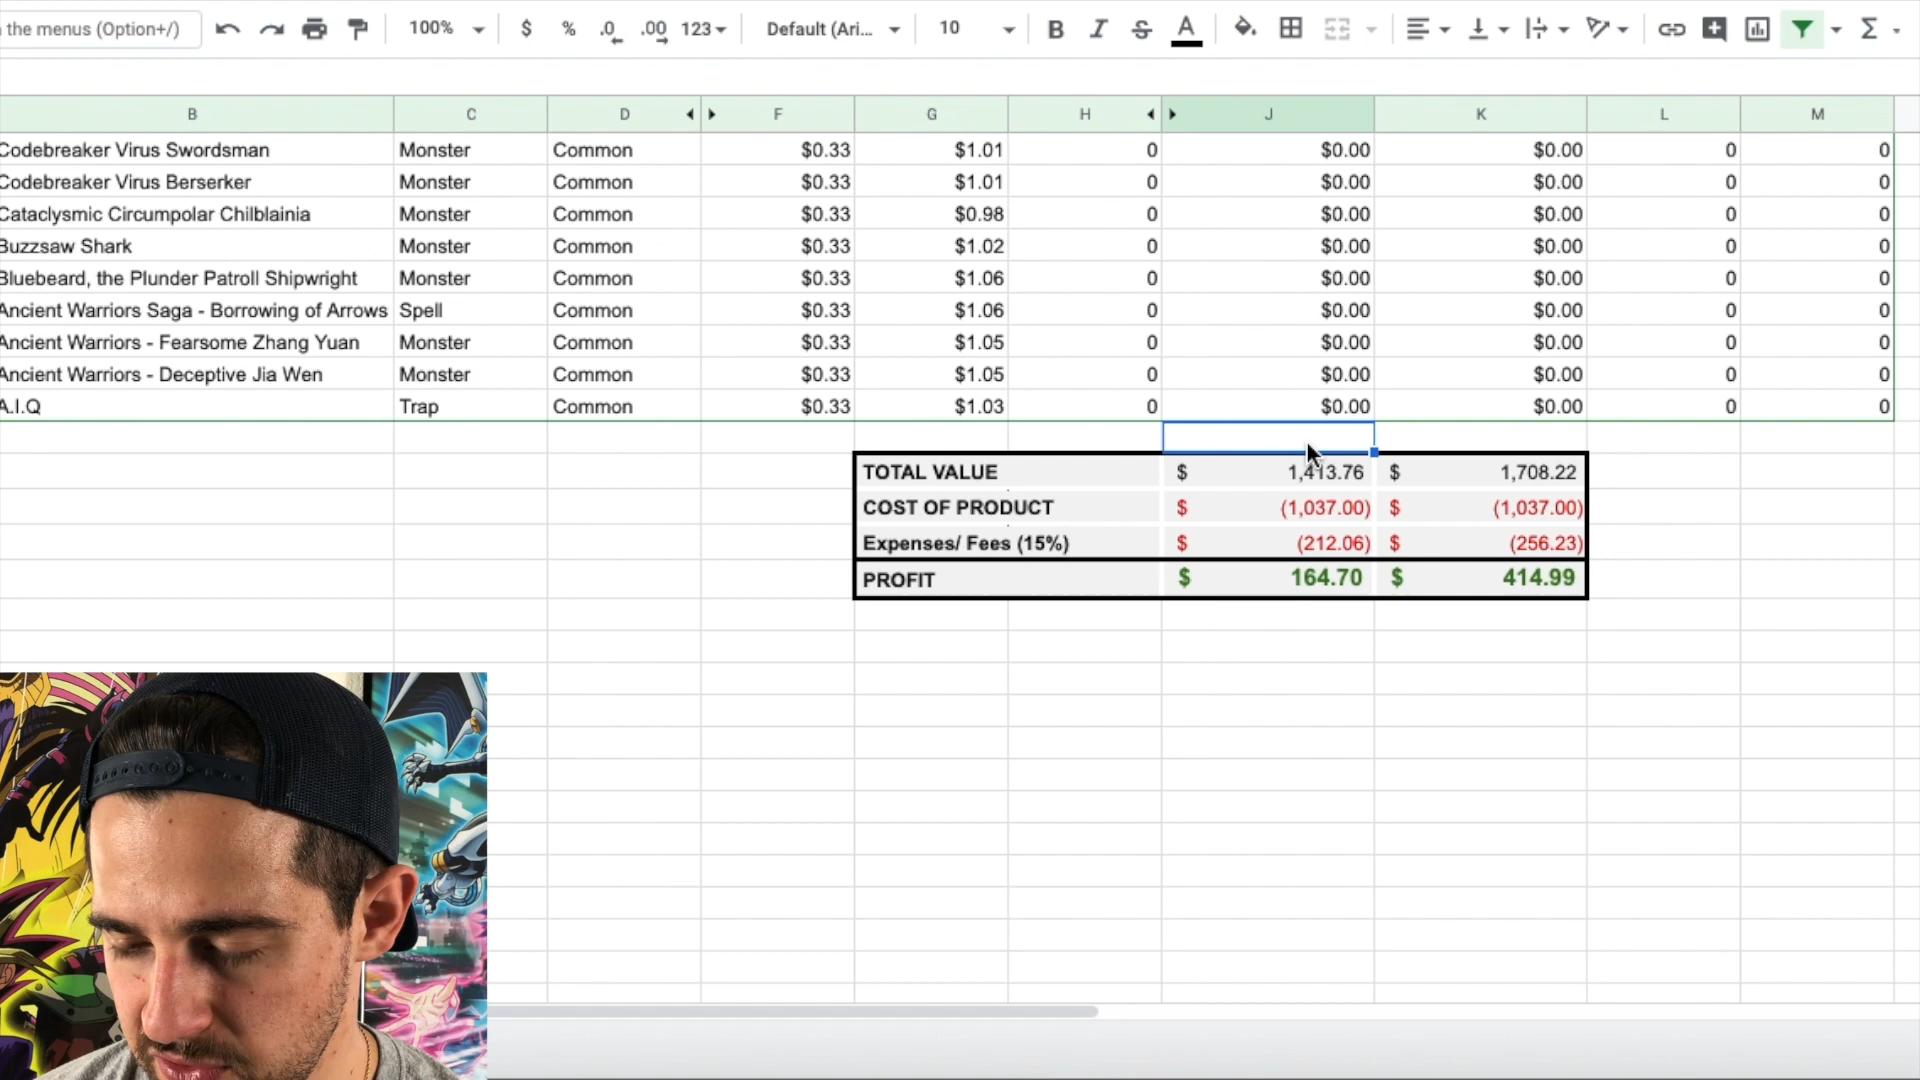 n the menus (Option+/) 100% $ % .0 .00 123 Default (Ari... 10 B I S A Σ
B C D F G H J K L M
Codebreaker Virus Swordsman Monster Common $0.33 $1.01 0 $0.00 $0.00 0 0
Codebreaker Virus Berserker Monster Common $0.33 $1.01 0 $0.00 $0.00 0 0
Cataclysmic Circumpolar Chilblainia Monster Common $0.33 $0.98 0 $0.00 $0.00 0 0
Buzzsaw Shark Monster Common $0.33 $1.02 0 $0.00 $0.00 0 0
Bluebeard, the Plunder Patroll Shipwright Monster Common $0.33 $1.06 0 $0.00 $0.00 0 0
Ancient Warriors Saga - Borrowing of Arrows Spell Common $0.33 $1.06 0 $0.00 $0.00 0 0
Ancient Warriors - Fearsome Zhang Yuan Monster Common $0.33 $1.05 0 $0.00 $0.00 0 0
Ancient Warriors - Deceptive Jia Wen Monster Common $0.33 $1.05 0 $0.00 $0.00 0 0
A.I.Q Trap Common $0.33 $1.03 0 $0.00 $0.00 0 0
TOTAL VALUE $ 1,413.76 $ 1,708.22
COST OF PRODUCT $ (1,037.00) $ (1,037.00)
Expenses/ Fees (15%) $ (212.06) $ (256.23)
PROFIT $ 164.70 $ 414.99